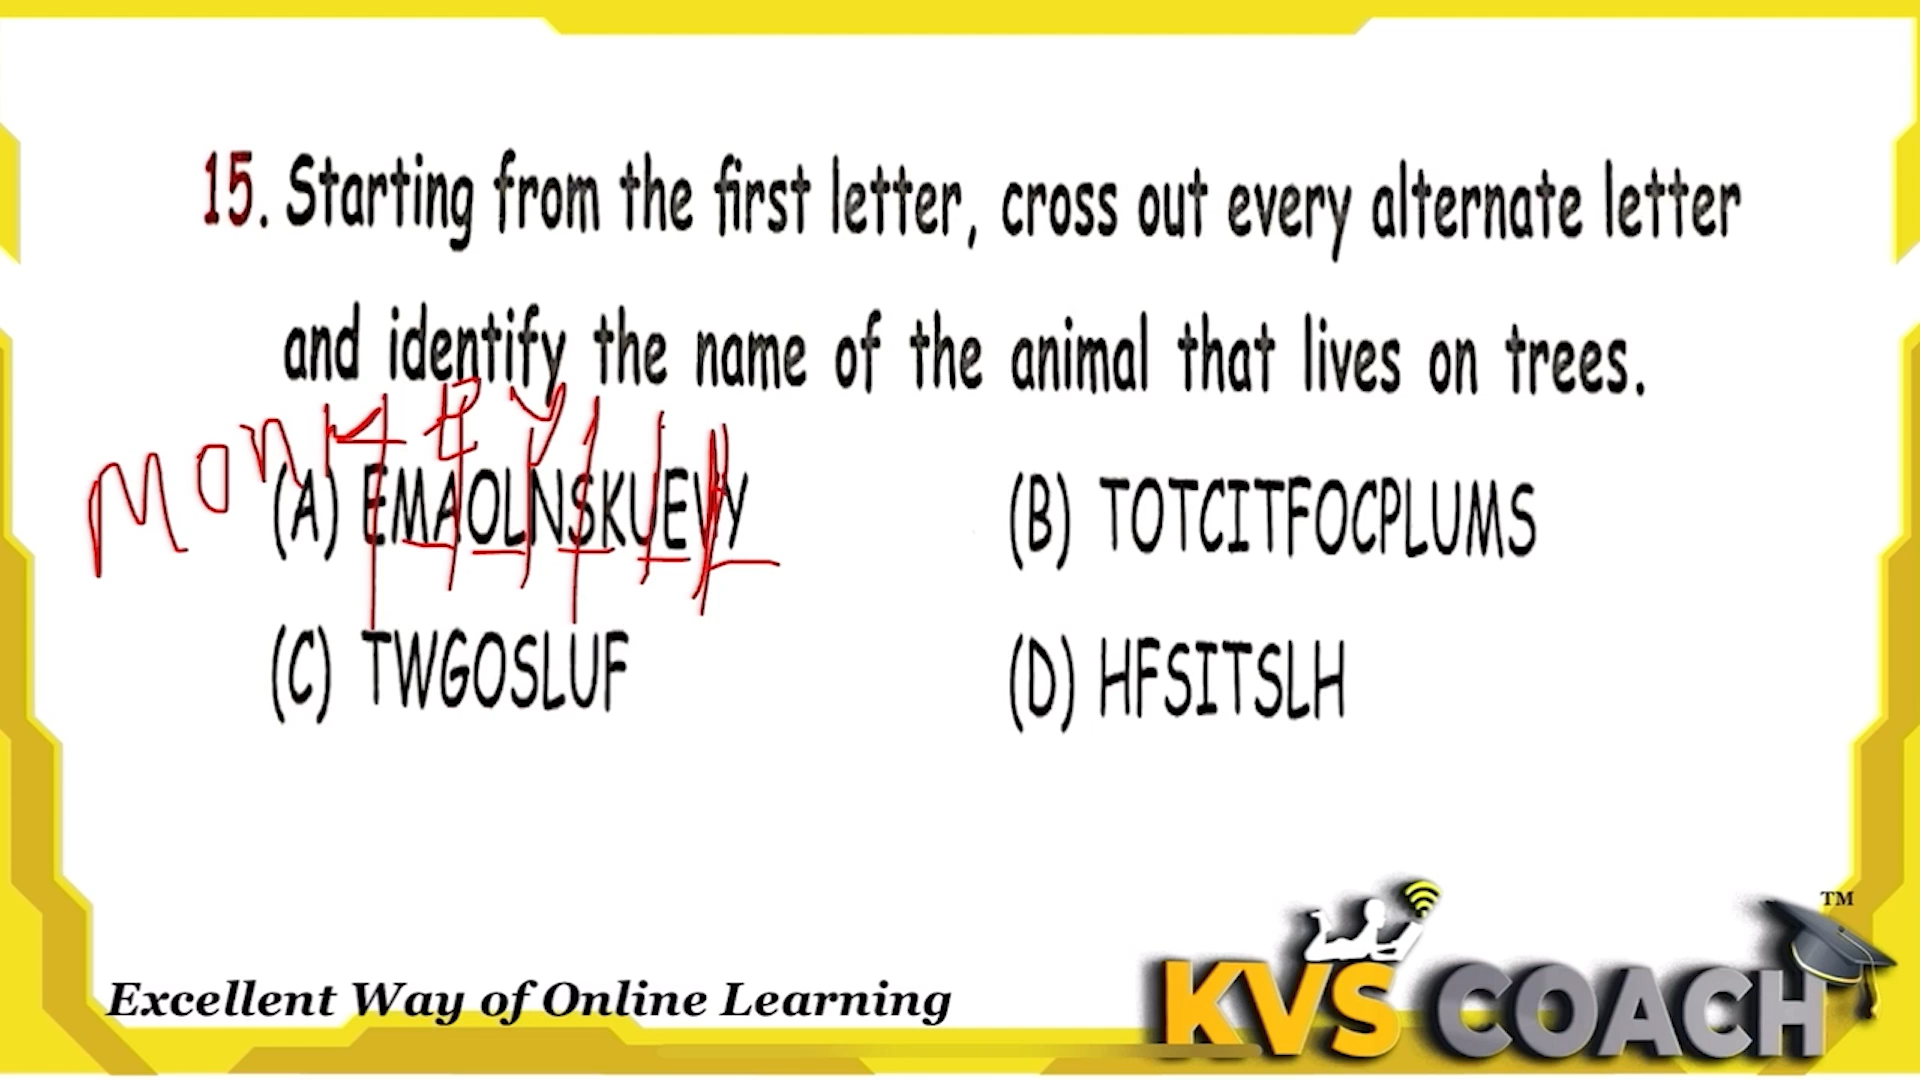 15. Starting from the first letter, cross out every alternate letter
and identify the name of the animal that lives on trees.
MONKEY
(A) EMAOLNSKUEVY (B) TOTCITFOCPLUMS
(C) TWGOSLUF (D) HFSITSLH
Excellent Way of Online Learning
KVS COACH TM